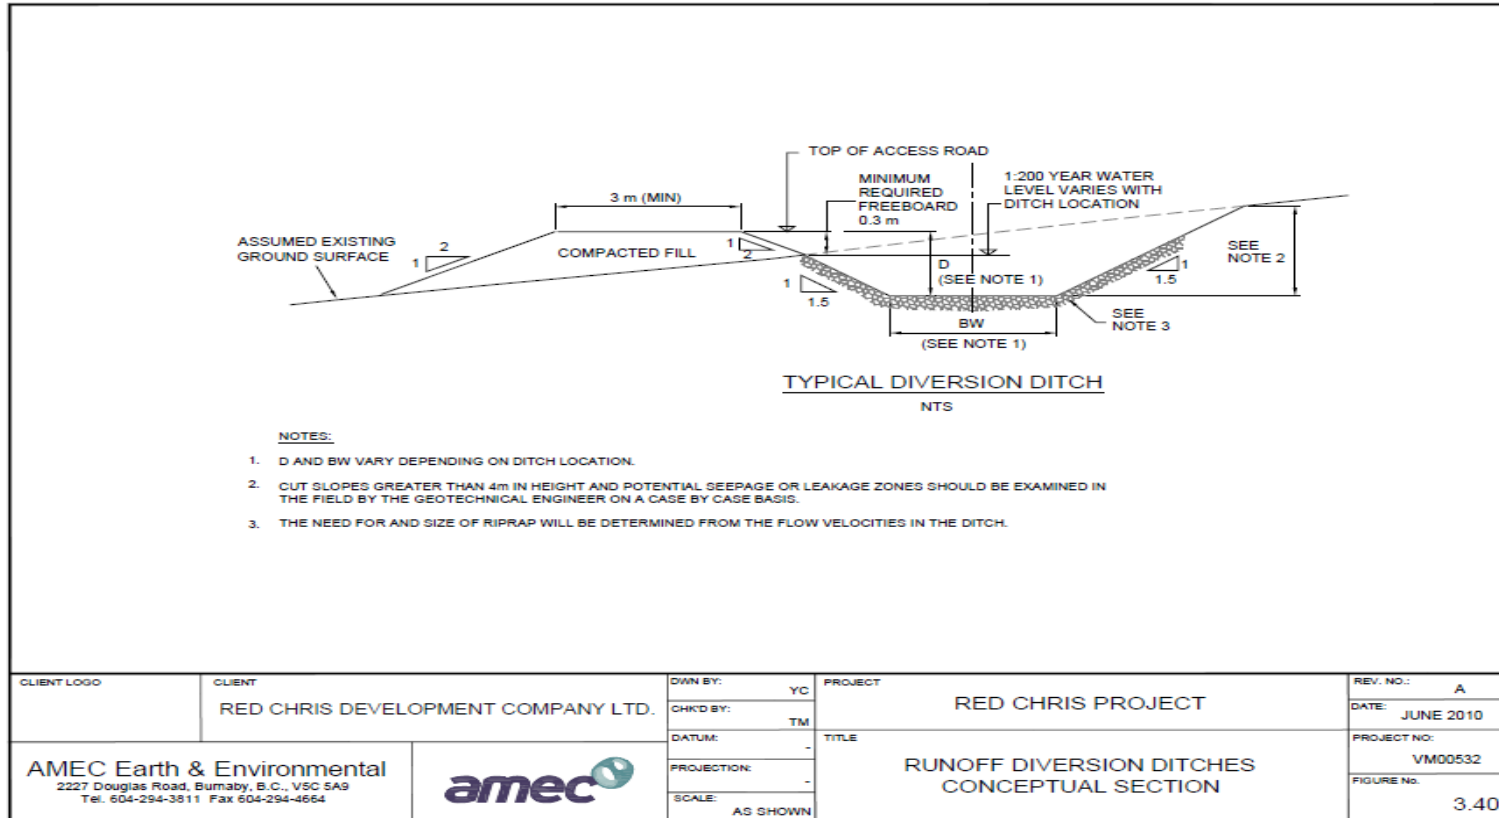 TOP OF ACCESS ROAD
3 m (MIN)
MINIMUM
REQUIRED
FREEBOARD
0.3 m
1:200 YEAR WATER
LEVEL VARIES WITH
DITCH LOCATION
ASSUMED EXISTING
GROUND SURFACE
2
1
COMPACTED FILL
1
2
D
(SEE NOTE 1)
1
1.5
1
1.5
SEE
NOTE 2
SEE
NOTE 3
BW
(SEE NOTE 1)
TYPICAL DIVERSION DITCH
NTS
NOTES:
1. D AND BW VARY DEPENDING ON DITCH LOCATION.
2. CUT SLOPES GREATER THAN 4m IN HEIGHT AND POTENTIAL SEEPAGE OR LEAKAGE ZONES SHOULD BE EXAMINED IN
THE FIELD BY THE GEOTECHNICAL ENGINEER ON A CASE BY CASE BASIS.
3. THE NEED FOR AND SIZE OF RIPRAP WILL BE DETERMINED FROM THE FLOW VELOCITIES IN THE DITCH.
CLIENT LOGO
CLIENT
RED CHRIS DEVELOPMENT COMPANY LTD.
AMEC Earth & Environmental
2227 Douglas Road, Burnaby, B.C., V5C 5A9
Tel. 604-294-3811 Fax 604-294-4664
amec
DWN BY:
YC
CHK'D BY:
TM
DATUM:
-
PROJECTION:
-
SCALE:
AS SHOWN
PROJECT
RED CHRIS PROJECT
TITLE
RUNOFF DIVERSION DITCHES
CONCEPTUAL SECTION
REV. NO.:
A
DATE:
JUNE 2010
PROJECT NO:
VM00532
FIGURE No.
3.40